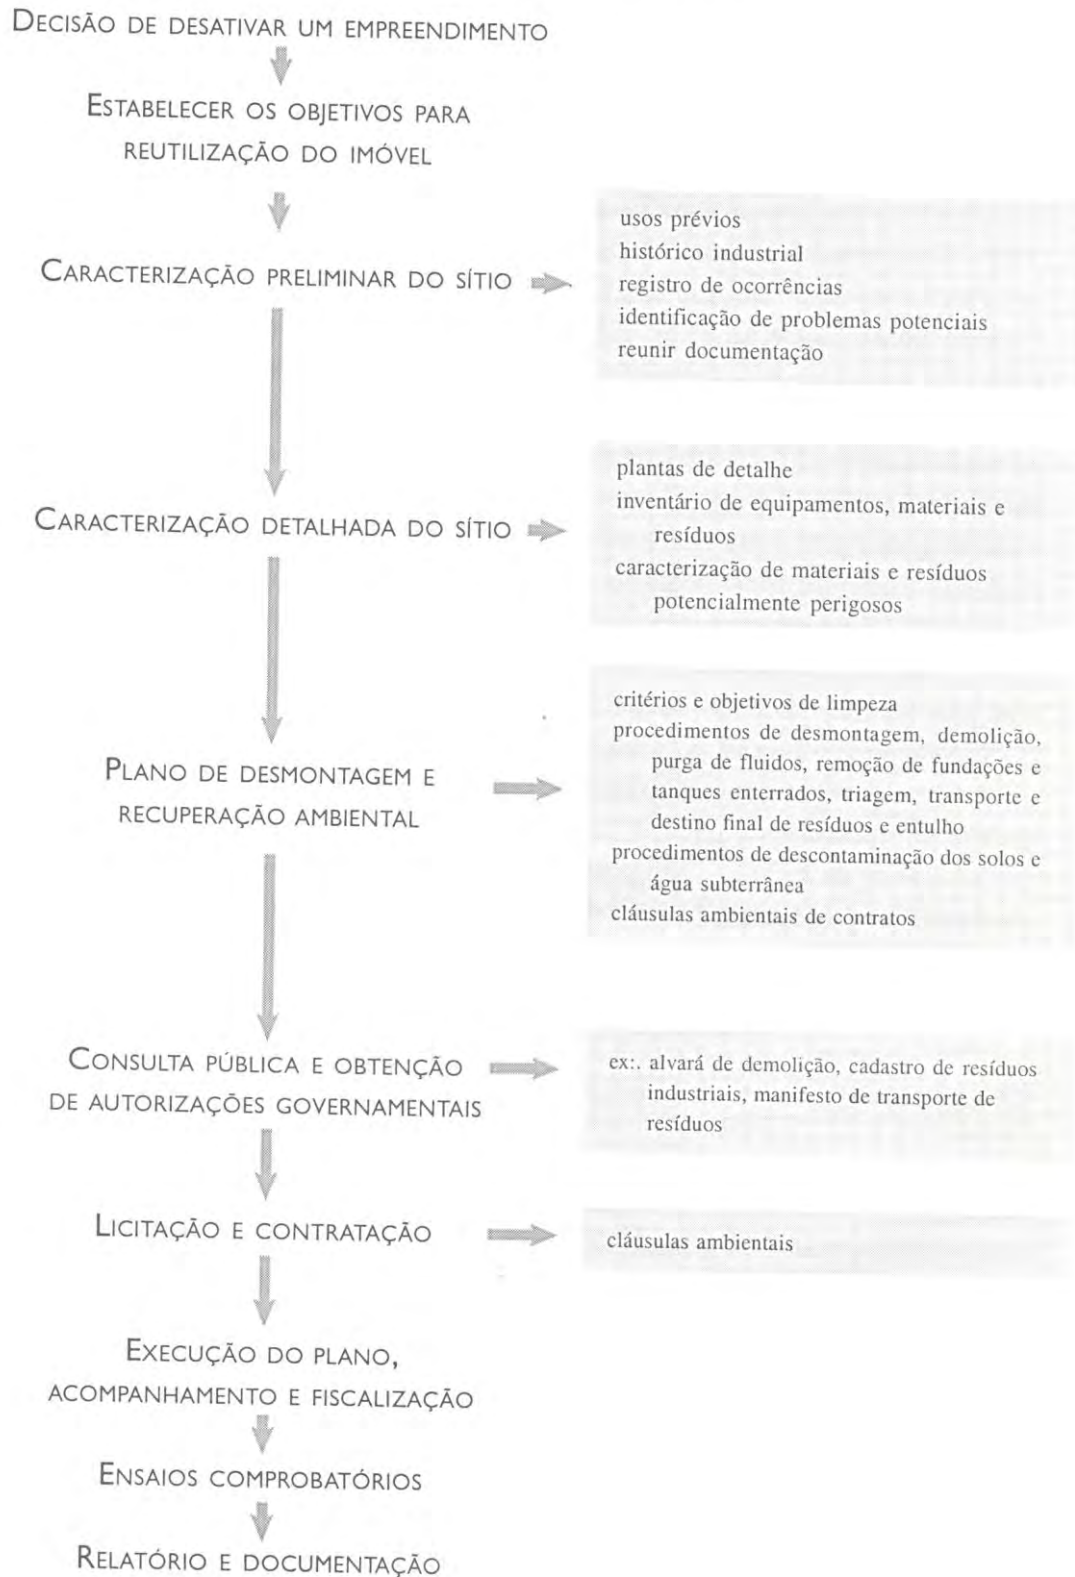 DECISÃO DE DESATIVAR UM EMPREENDIMENTO
ESTABELECER OS OBJETIVOS PARA
REUTILIZAÇÃO DO IMÓVEL
CARACTERIZAÇÃO PRELIMINAR DO SÍTIO
usos prévios
histórico industrial
registro de ocorrências
identificação de problemas potenciais
reunir documentação
CARACTERIZAÇÃO DETALHADA DO SÍTIO
plantas de detalhe
inventário de equipamentos, materiais e
resíduos
caracterização de materiais e resíduos
potencialmente perigosos
PLANO DE DESMONTAGEM E
RECUPERAÇÃO AMBIENTAL
critérios e objetivos de limpeza
procedimentos de desmontagem, demolição,
purga de fluidos, remoção de fundações e
tanques enterrados, triagem, transporte e
destino final de resíduos e entulho
procedimentos de descontaminação dos solos e
água subterrânea
cláusulas ambientais de contratos
CONSULTA PÚBLICA E OBTENÇÃO
DE AUTORIZAÇÕES GOVERNAMENTAIS
ex:. alvará de demolição, cadastro de resíduos
industriais, manifesto de transporte de
resíduos
LICITAÇÃO E CONTRATAÇÃO
cláusulas ambientais
EXECUÇÃO DO PLANO,
ACOMPANHAMENTO E FISCALIZAÇÃO
ENSAIOS COMPROBATÓRIOS
RELATÓRIO E DOCUMENTAÇÃO